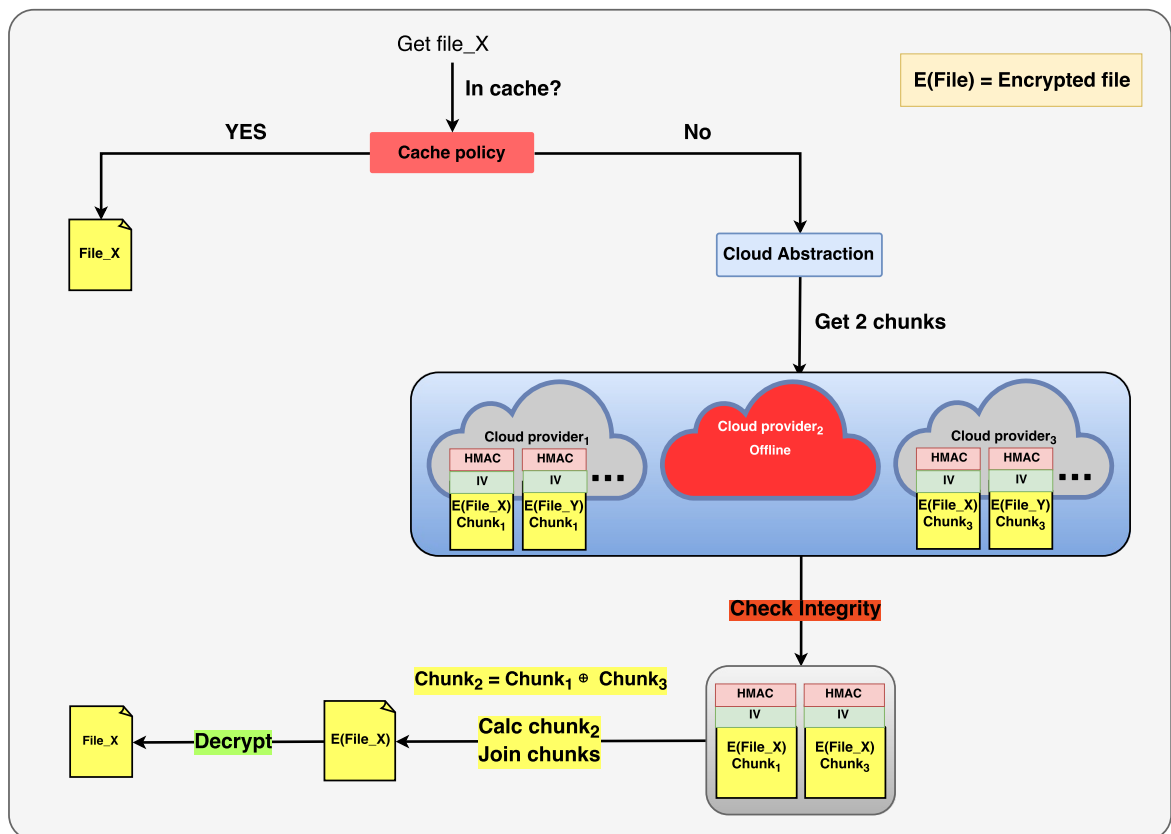 Get file_X
In cache?
E(File) = Encrypted file
YES
No
Cache policy
File_X
Cloud Abstraction
Get 2 chunks
Cloud provider₁
HMAC
IV
E(File_X)
Chunk₁
HMAC
IV
E(File_Y)
Chunk₁
...
Cloud provider₂
Offline
Cloud provider₃
HMAC
IV
E(File_X)
Chunk₃
HMAC
IV
E(File_Y)
Chunk₃
...
Check Integrity
HMAC
IV
E(File_X)
Chunk₁
HMAC
IV
E(File_X)
Chunk₃
Chunk₂ = Chunk₁ ⊕ Chunk₃
Calc chunk₂
Join chunks
E(File_X)
Decrypt
File_X